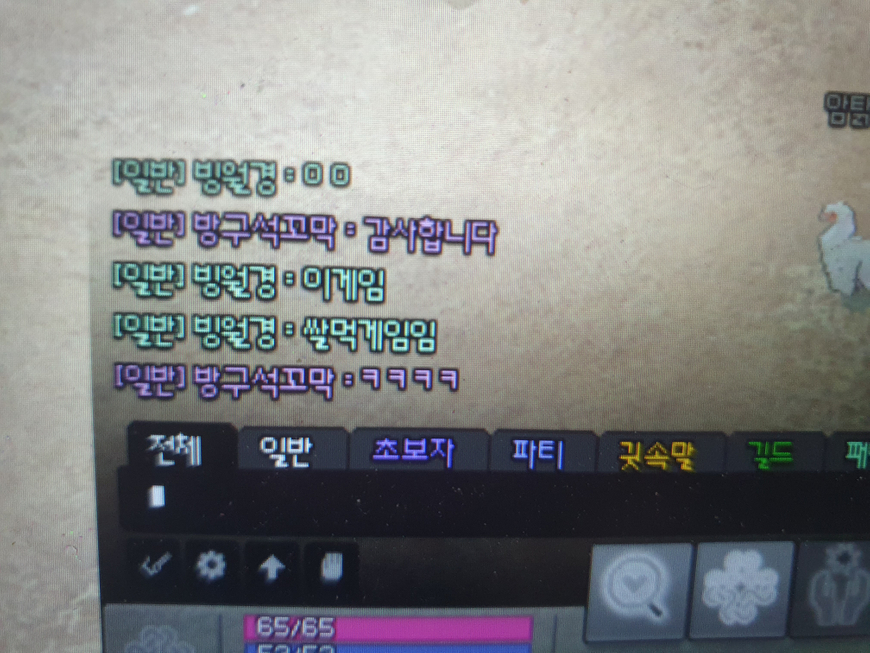 [일반] 빙월경 : ㅇㅇ
[일반] 방구석꼬막 : 감사합니다
[일반] 빙월경 : 이게임
[일반] 빙월경 : 쌀먹게임임
[일반] 방구석꼬막 : ㅋㅋㅋㅋ
전체 일반 초보자 파티 귓속말 길드
65/65